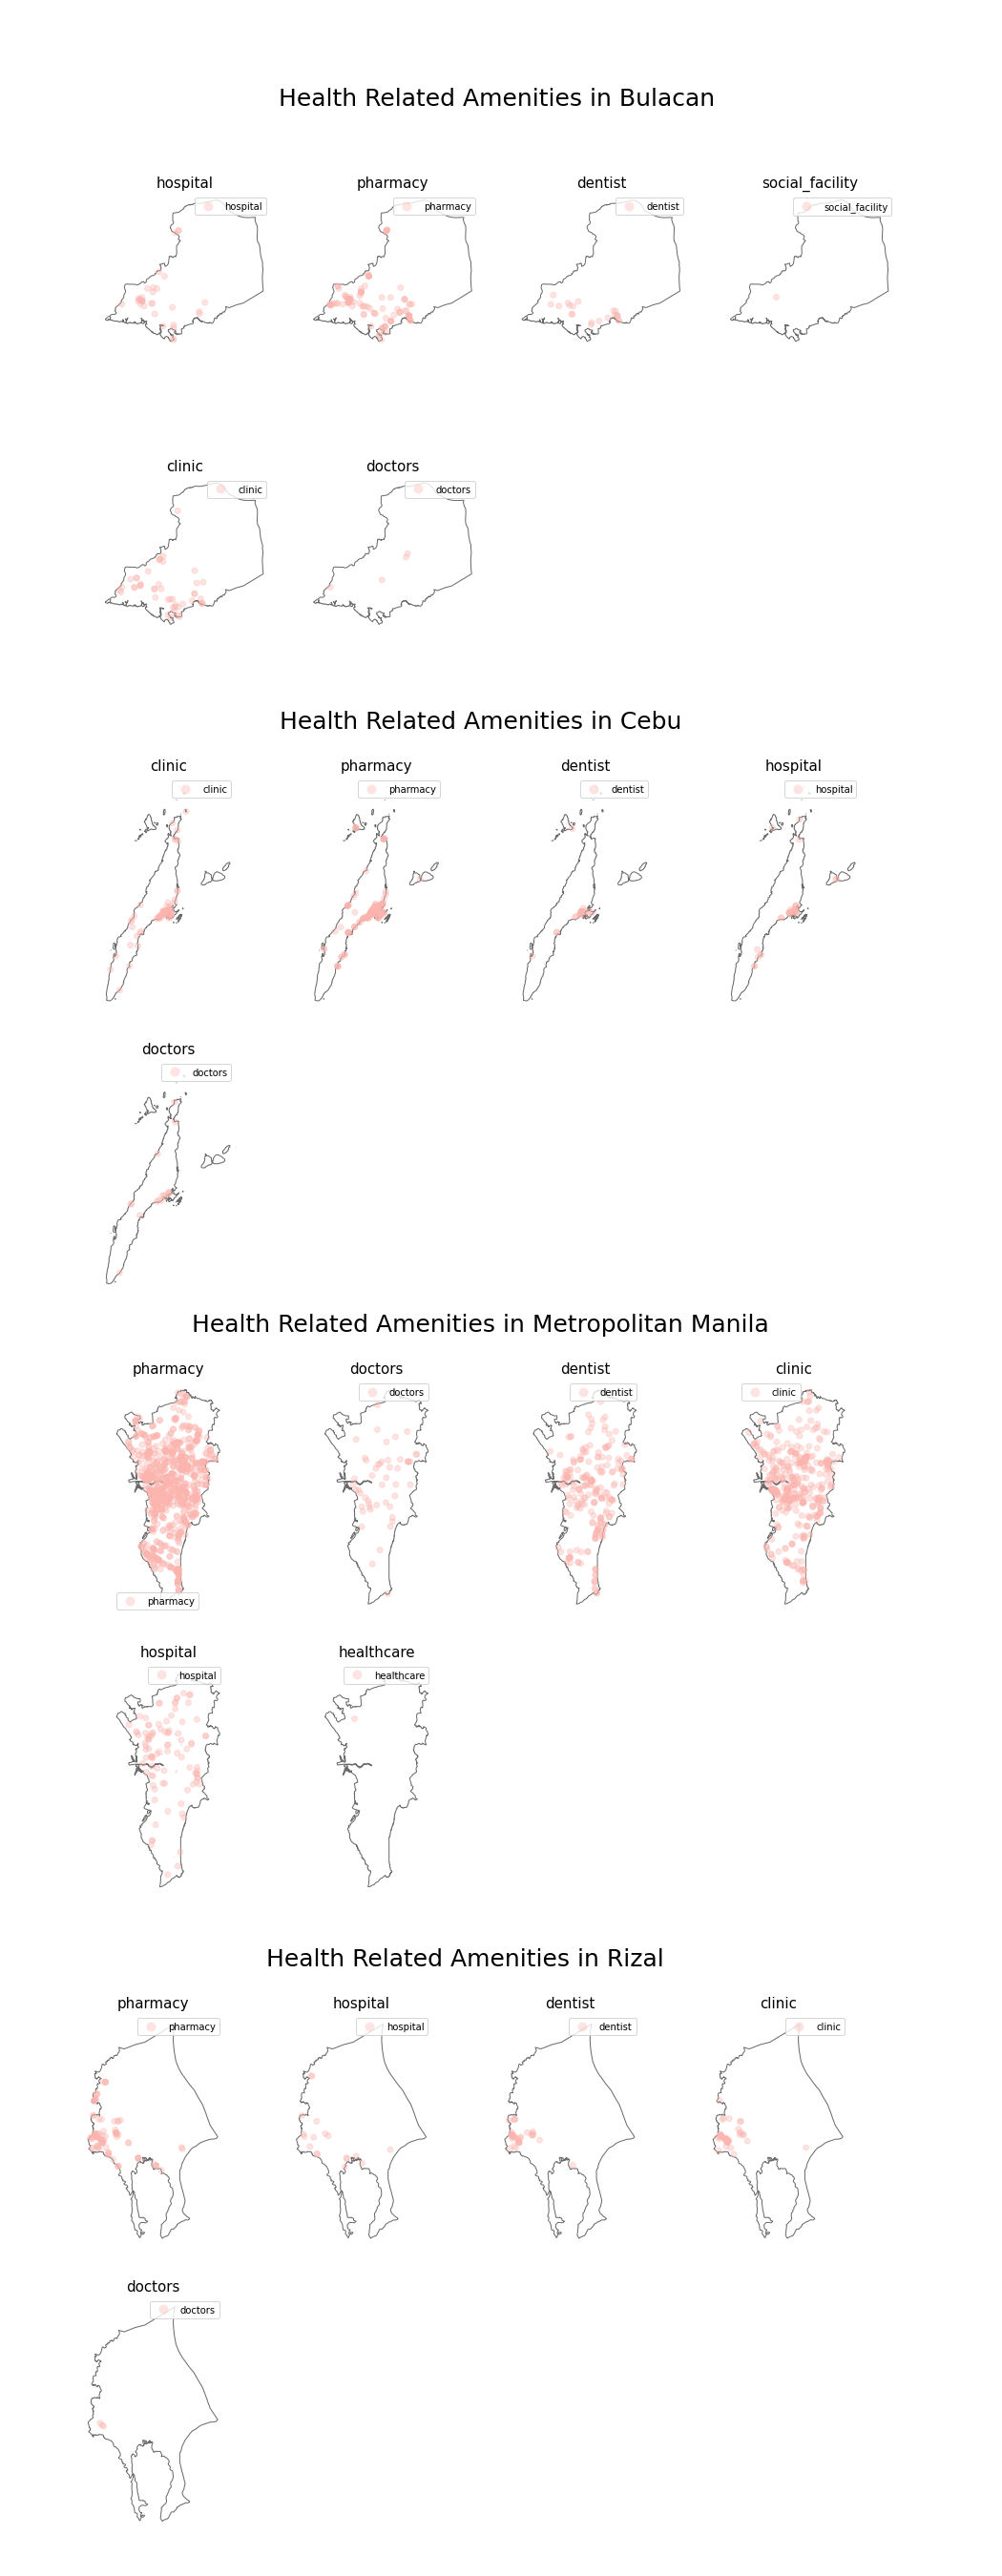 Health Related Amenities in Bulacan
hospital
pharmacy
dentist
social_facility
hospital
pharmacy
dentist
social_facility
clinic
doctors
clinic
doctors
Health Related Amenities in Cebu
clinic
pharmacy
dentist
hospital
clinic
pharmacy
dentist
hospital
doctors
doctors
Health Related Amenities in Metropolitan Manila
pharmacy
doctors
dentist
clinic
doctors
dentist
clinic
pharmacy
hospital
healthcare
hospital
healthcare
Health Related Amenities in Rizal
pharmacy
hospital
dentist
clinic
pharmacy
hospital
dentist
clinic
doctors
doctors